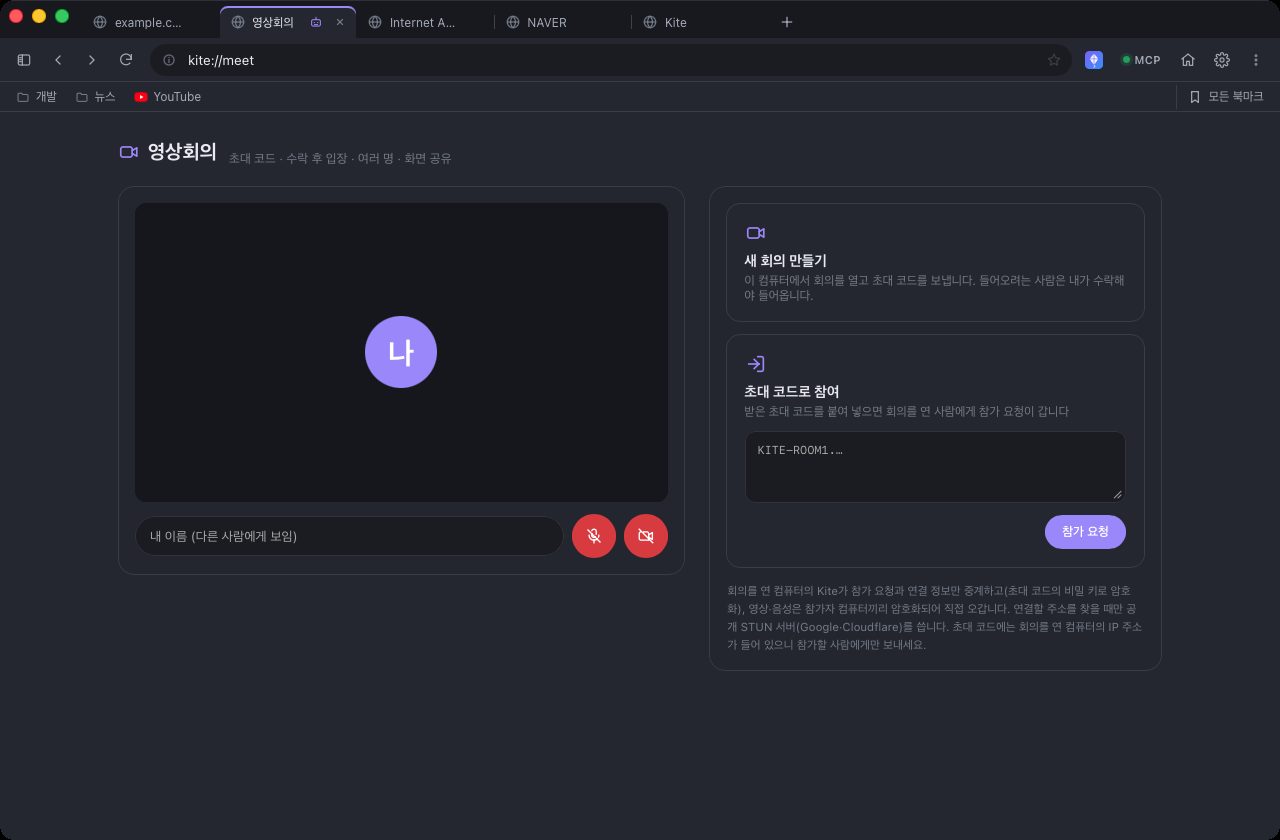 example.c...
영상회의
Internet A...
NAVER
Kite
kite://meet
MCP
개발
뉴스
YouTube
모든 북마크
영상회의
초대 코드 · 수락 후 입장 · 여러 명 · 화면 공유
나
내 이름 (다른 사람에게 보임)
새 회의 만들기
이 컴퓨터에서 회의를 열고 초대 코드를 보냅니다. 들어오려는 사람은 내가 수락해
야 들어옵니다.
초대 코드로 참여
받은 초대 코드를 붙여 넣으면 회의를 연 사람에게 참가 요청이 갑니다
KITE-ROOM1.…
참가 요청
회의를 연 컴퓨터의 Kite가 참가 요청과 연결 정보만 중계하고(초대 코드의 비밀 키로 암호
화), 영상·음성은 참가자 컴퓨터끼리 암호화되어 직접 오갑니다. 연결할 주소를 찾을 때만 공
개 STUN 서버(Google·Cloudflare)를 씁니다. 초대 코드에는 회의를 연 컴퓨터의 IP 주소
가 들어 있으니 참가할 사람에게만 보내세요.